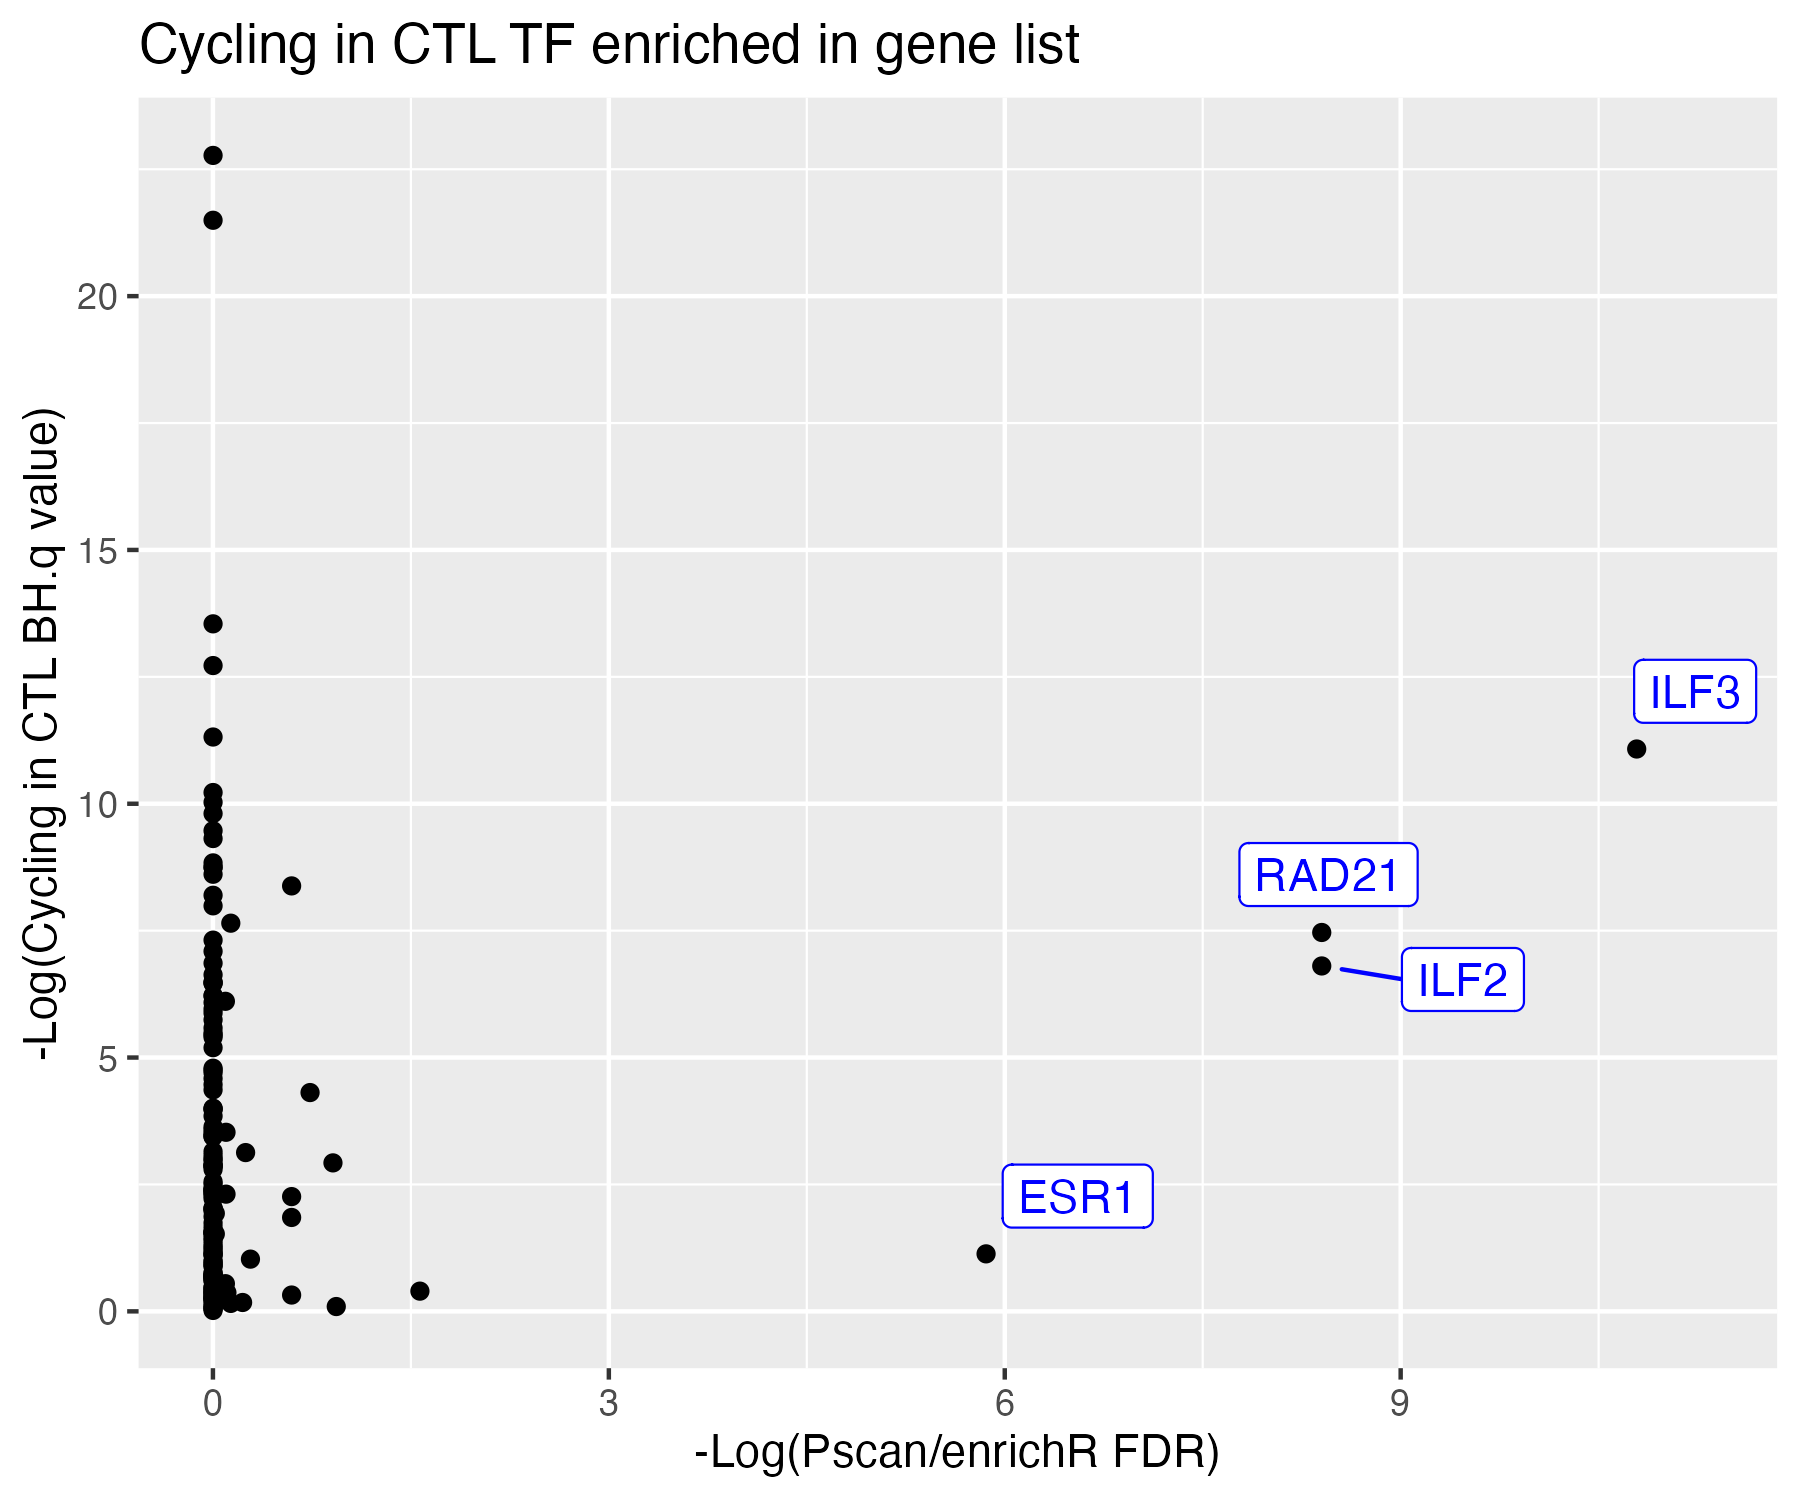 Cycling in CTL TF enriched in gene list
-Log(Cycling in CTL BH.q value)
20
15
10
5
0
ILF3
RAD21
ILF2
ESR1
0 3 6 9
-Log(Pscan/enrichR FDR)